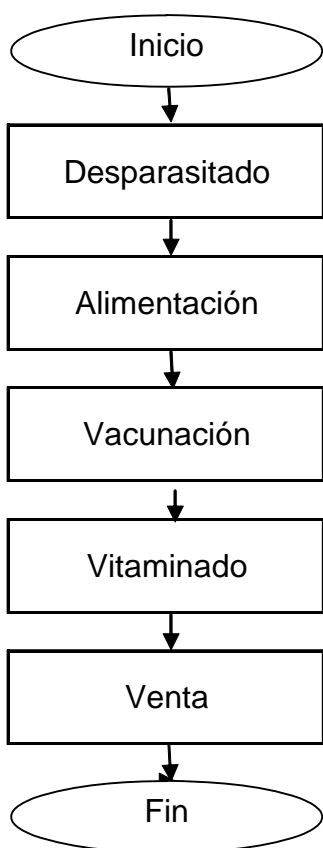 Inicio
Desparasitado
Alimentación
Vacunación
Vitaminado
Venta
Fin